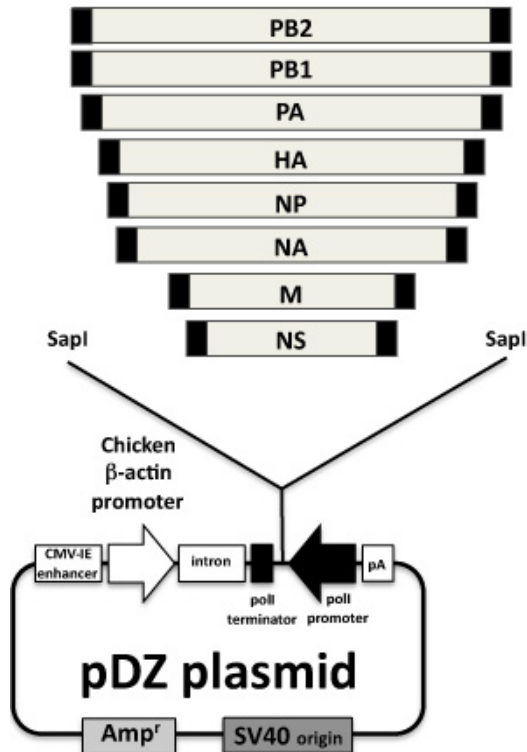 PB2
PB1
PA
HA
NP
NA
M
NS
SapI
SapI
Chicken
β-actin
promoter
CMV-IE
enhancer
intron
polI
terminator
polI
promoter
pA
pDZ plasmid
Ampʳ
SV40 origin